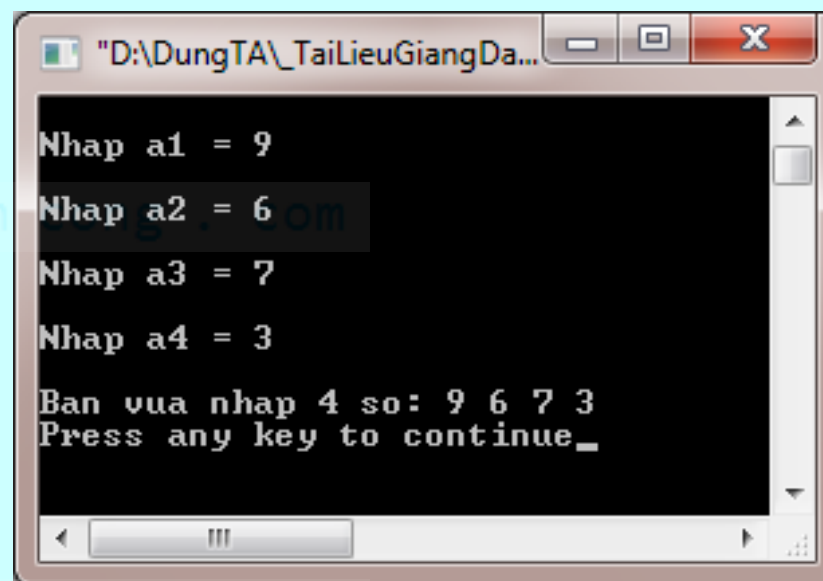 "D:\DungTA\_TaiLieuGiangDa...
Nhap a1 = 9
Nhap a2 = 6
Nhap a3 = 7
Nhap a4 = 3
Ban vua nhap 4 so: 9 6 7 3
Press any key to continue_